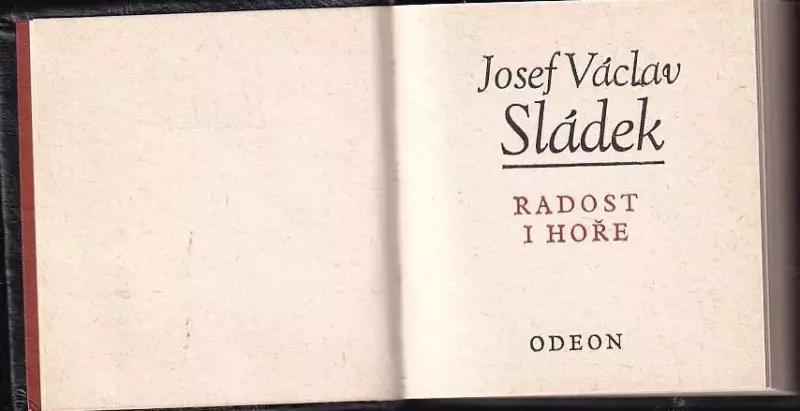 Josef Václav
Sládek
RADOST
I HOŘE
ODEON